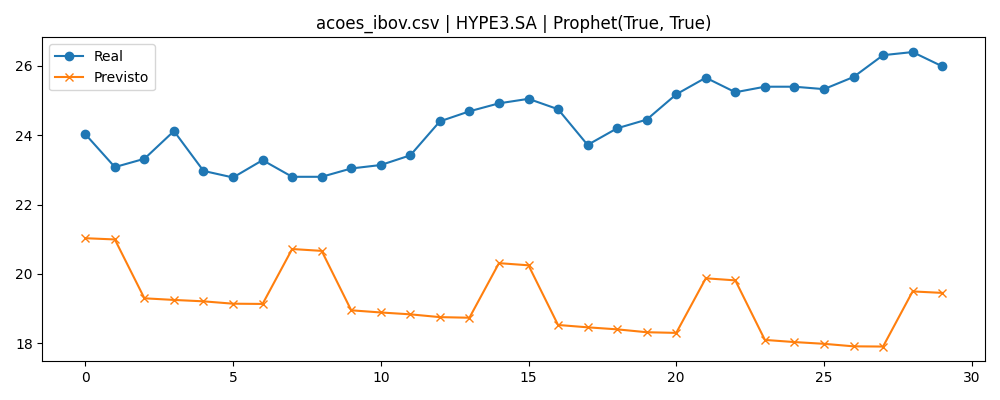 acoes_ibov.csv | HYPE3.SA | Prophet(True, True)
Real
Previsto
26
24
22
20
18
0 5 10 15 20 25 30